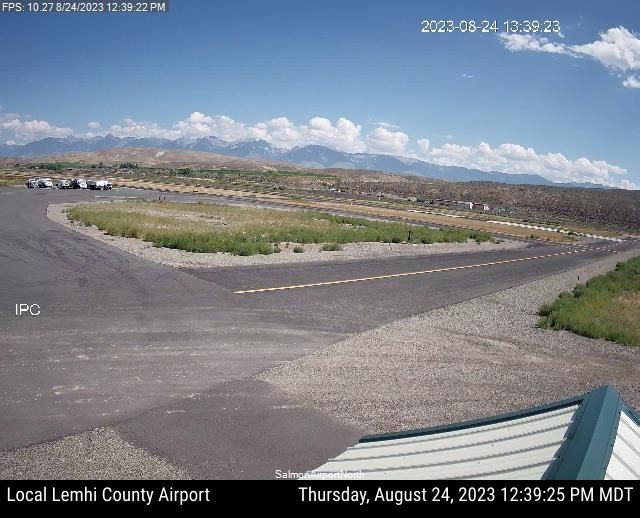 FPS: 10.27 8/24/2023 12:39:22 PM
2023-08-24 13:39:23
IPC
SalmonAirportNorth
Local Lemhi County Airport Thursday, August 24, 2023 12:39:25 PM MDT